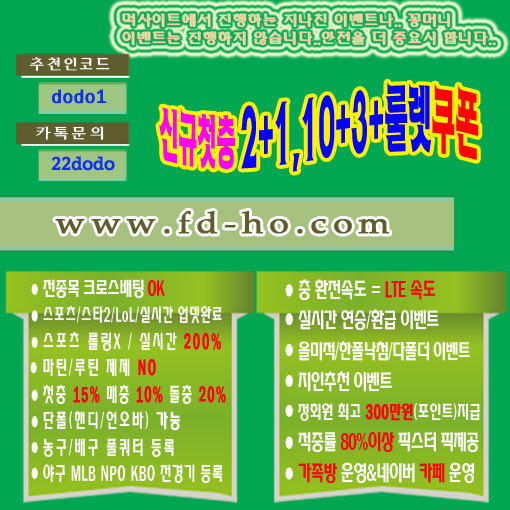 먹사이트에서 진행하는 지나친 이벤트나.. 꽁머니
이벤트는 진행하지 않습니다..안전을 더 중요시 합니다..
추천인코드
dodo1
카톡문의
22dodo
신규첫충 2+1,10+3+룰렛쿠폰
www.fd-ho.com
• 전종목 크로스배팅 OK
• 스포츠/스타2/LoL/실시간 업뎃완료
• 스포츠 롤링X / 실시간 200%
• 마틴/루틴 제제 NO
• 첫충 15% 매충 10% 돌충 20%
• 단폴(핸디/언오바) 가능
• 농구/배구 풀쿼터 등록
• 야구 MLB NPO KBO 전경기 등록
• 충 환전속도 = LTE 속도
• 실시간 연승/환급 이벤트
• 올미적/한폴낙첨/다폴더 이벤트
• 지인추천 이벤트
• 정회원 최고 300만원(포인트)지급
• 적중률 80%이상 픽스터 픽제공
• 가족방 운영&네이버 카페 운영